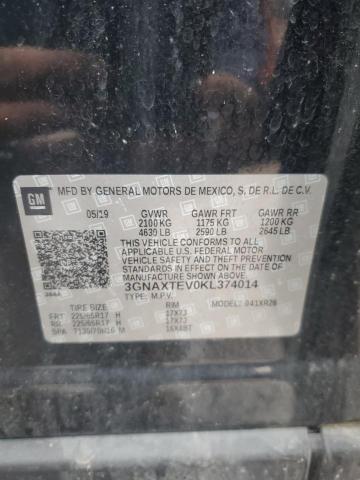 GM MFD BY GENERAL MOTORS DE MEXICO, S. DE R.L. DE C.V.
05/19 GVWR GAWR FRT GAWR RR
2100 KG 1175 KG 1200 KG
4630 LB 2590 LB 2645 LB
THIS VEHICLE CONFORMS TO ALL APPLICABLE U.S. FEDERAL MOTOR
VEHICLE SAFETY AND THEFT PREVENTION STANDARDS
IN EFFECT ON THE DATE OF
MANUFACTURE SHOWN ABOVE.
3GNAXTEV0KL374014
TYPE: M.P.V. MODEL: 041XR26
TIRE SIZE RIM
FRT 225/65R17 H 17X7J
RR 225/65R17 H 17X7J
SPA T135/70R16 M 16X4BT